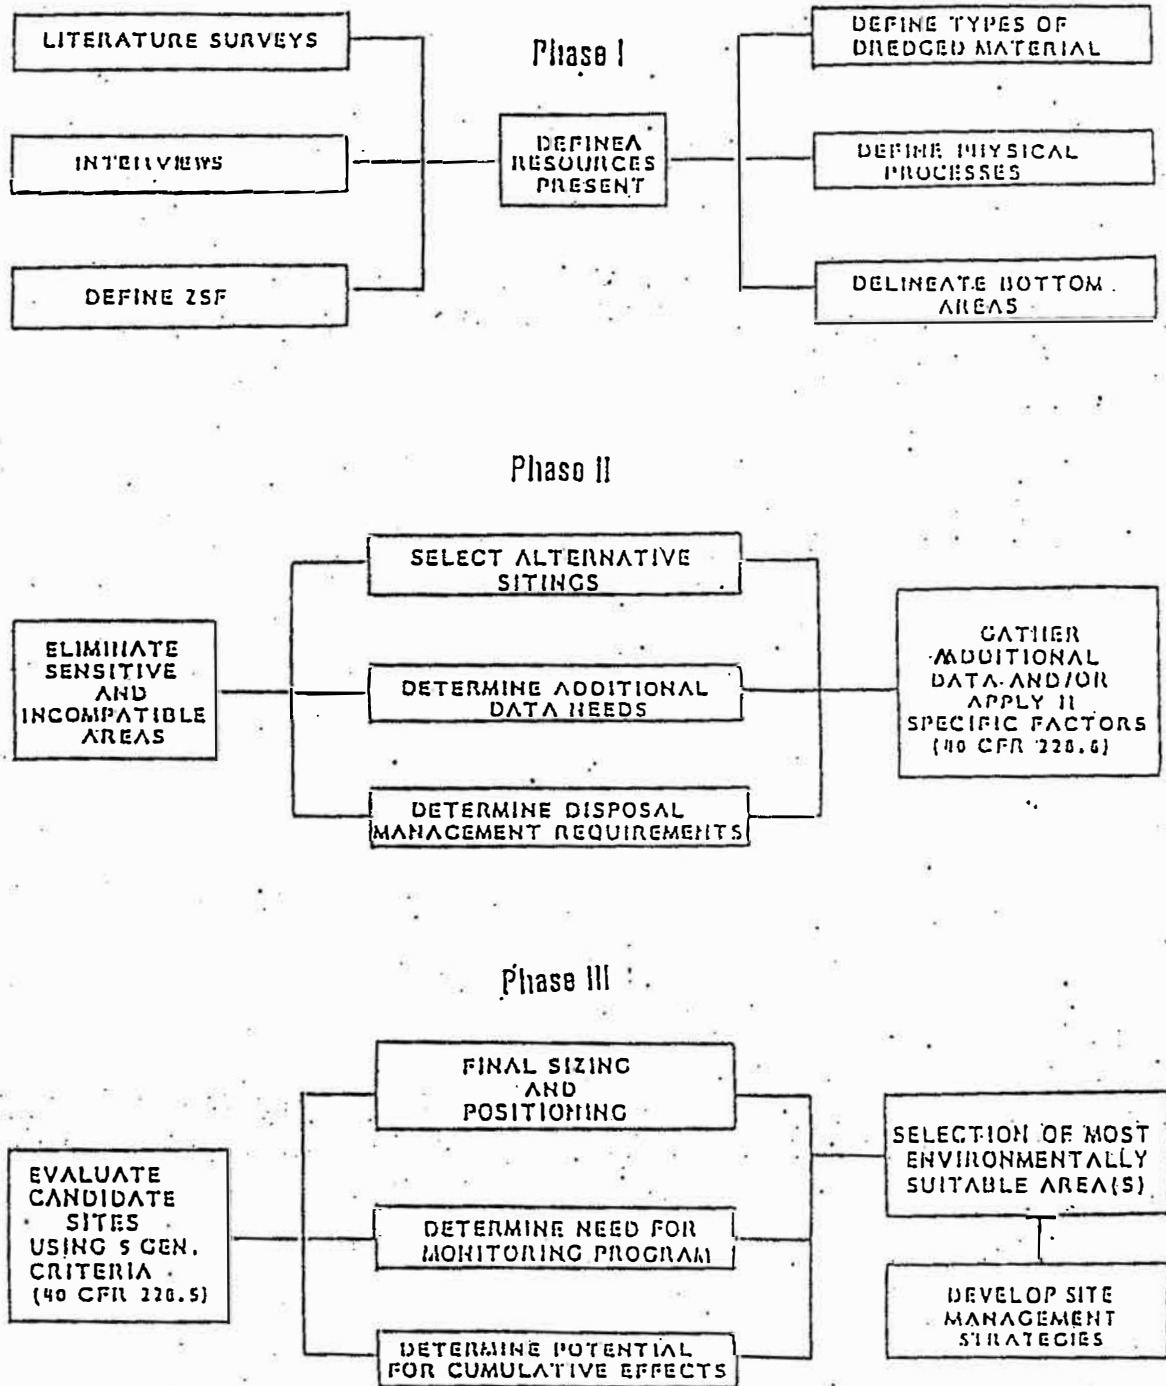 Phase I
LITERATURE SURVEYS
INTERVIEWS
DEFINE ZSF
DEFINEA
RESOURCES
PRESENT
DEFINE TYPES OF
DREDGED MATERIAL
DEFINE PHYSICAL
PROCESSES
DELINEATE BOTTOM
AREAS
Phase II
ELIMINATE
SENSITIVE
AND
INCOMPATIBLE
AREAS
SELECT ALTERNATIVE
SITINGS
DETERMINE ADDITIONAL
DATA NEEDS
DETERMINE DISPOSAL
MANAGEMENT REQUIREMENTS
GATHER
ADDITIONAL
DATA AND/OR
APPLY 11
SPECIFIC FACTORS
(40 CFR 228.6)
Phase III
EVALUATE
CANDIDATE
SITES
USING 5 GEN.
CRITERIA
(40 CFR 228.5)
FINAL SIZING
AND
POSITIONING
DETERMINE NEED FOR
MONITORING PROGRAM
DETERMINE POTENTIAL
FOR CUMULATIVE EFFECTS
SELECTION OF MOST
ENVIRONMENTALLY
SUITABLE AREA(S)
DEVELOP SITE
MANAGEMENT
STRATEGIES